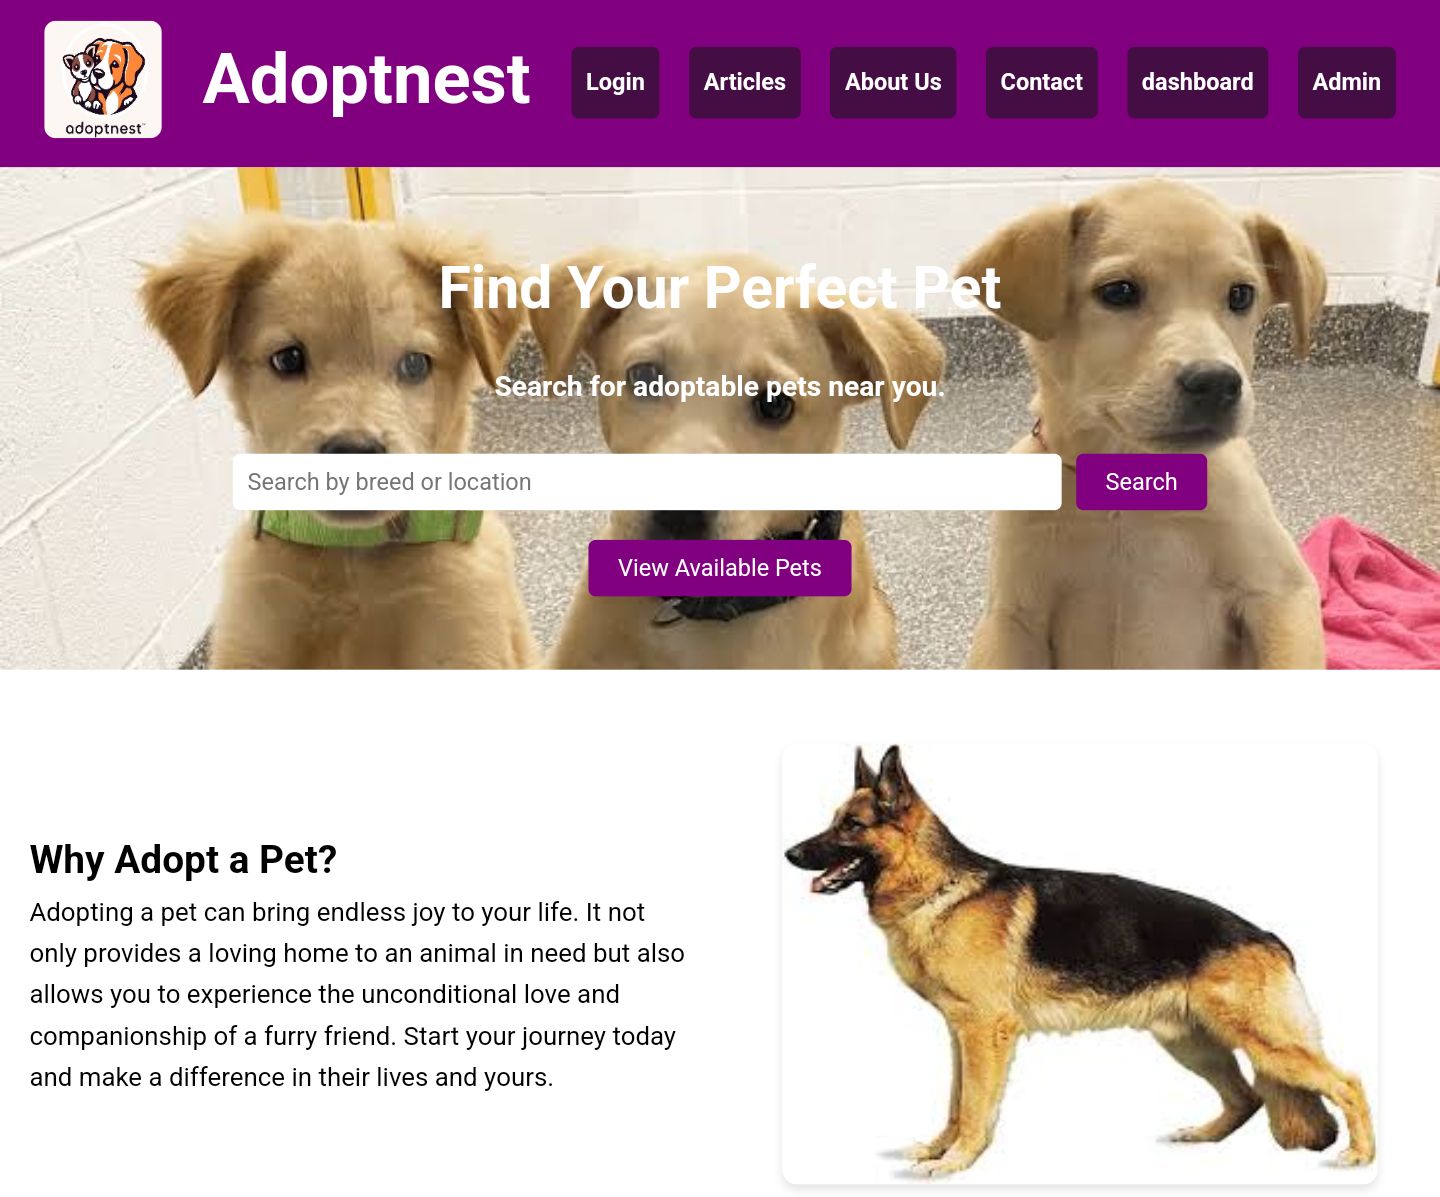 adoptnest
Adoptnest
Login
Articles
About Us
Contact
dashboard
Admin
Find Your Perfect Pet
Search for adoptable pets near you.
Search by breed or location
Search
View Available Pets
Why Adopt a Pet?
Adopting a pet can bring endless joy to your life. It not
only provides a loving home to an animal in need but also
allows you to experience the unconditional love and
companionship of a furry friend. Start your journey today
and make a difference in their lives and yours.